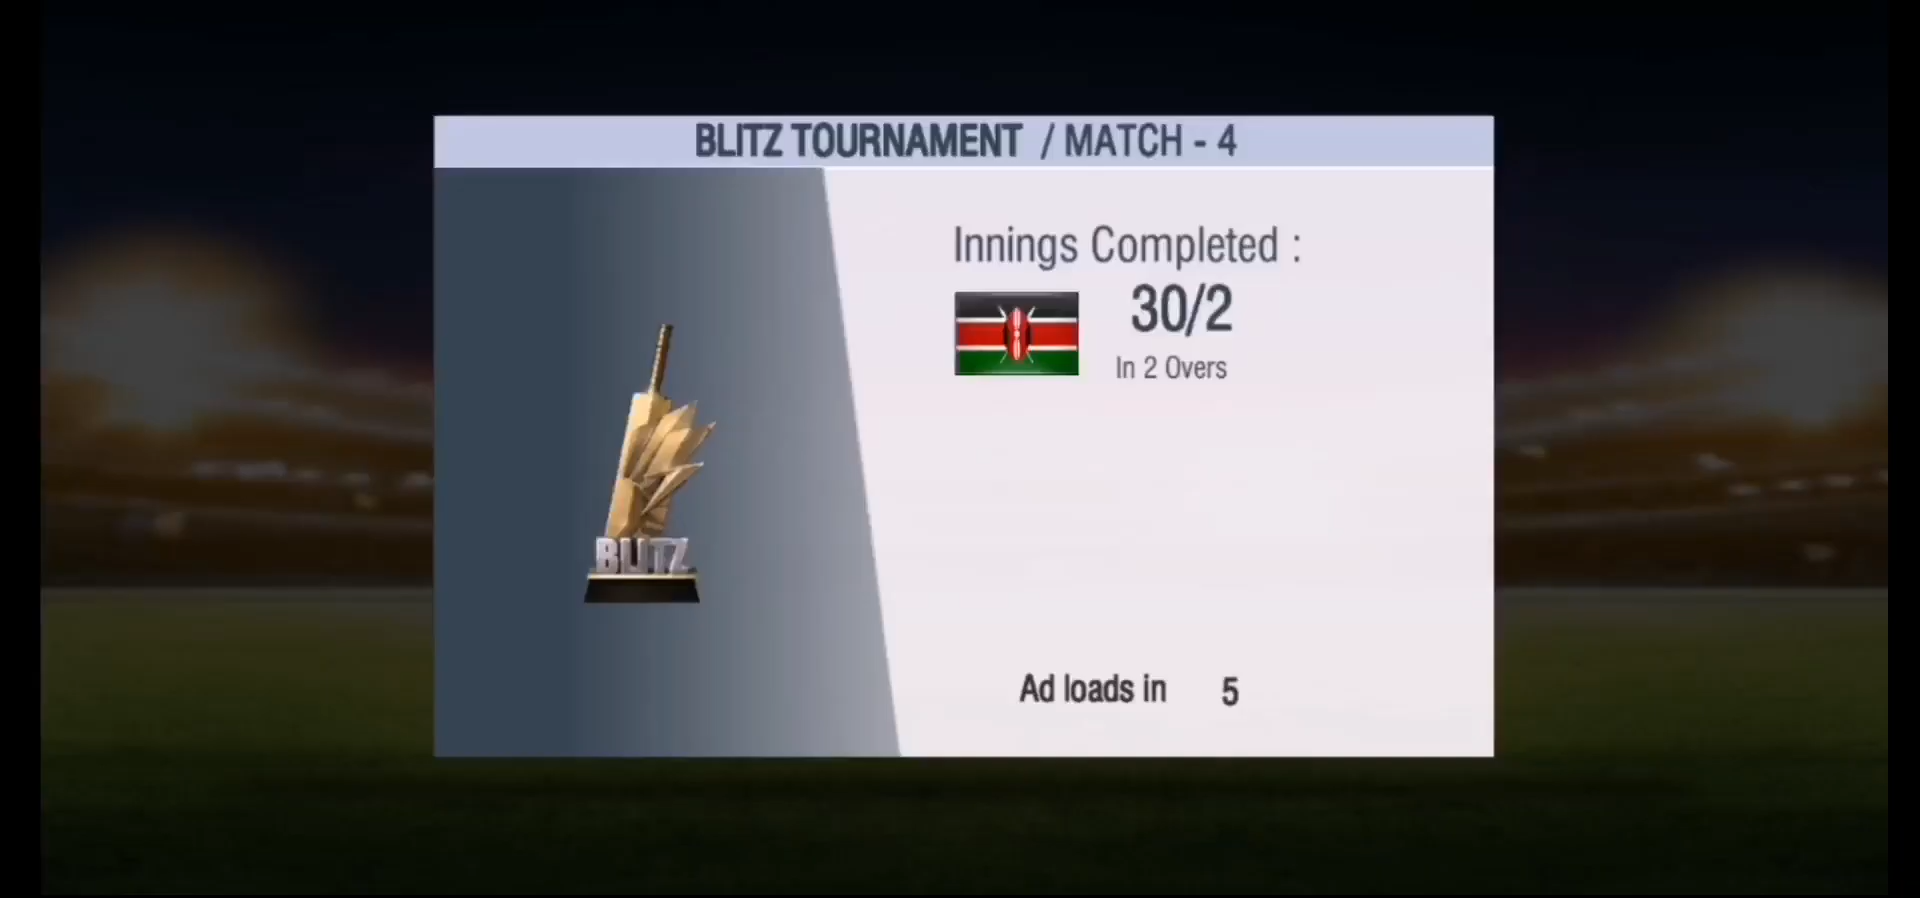 BLITZ TOURNAMENT / MATCH - 4
Innings Completed :
30/2
In 2 Overs
BLITZ
Ad loads in 5